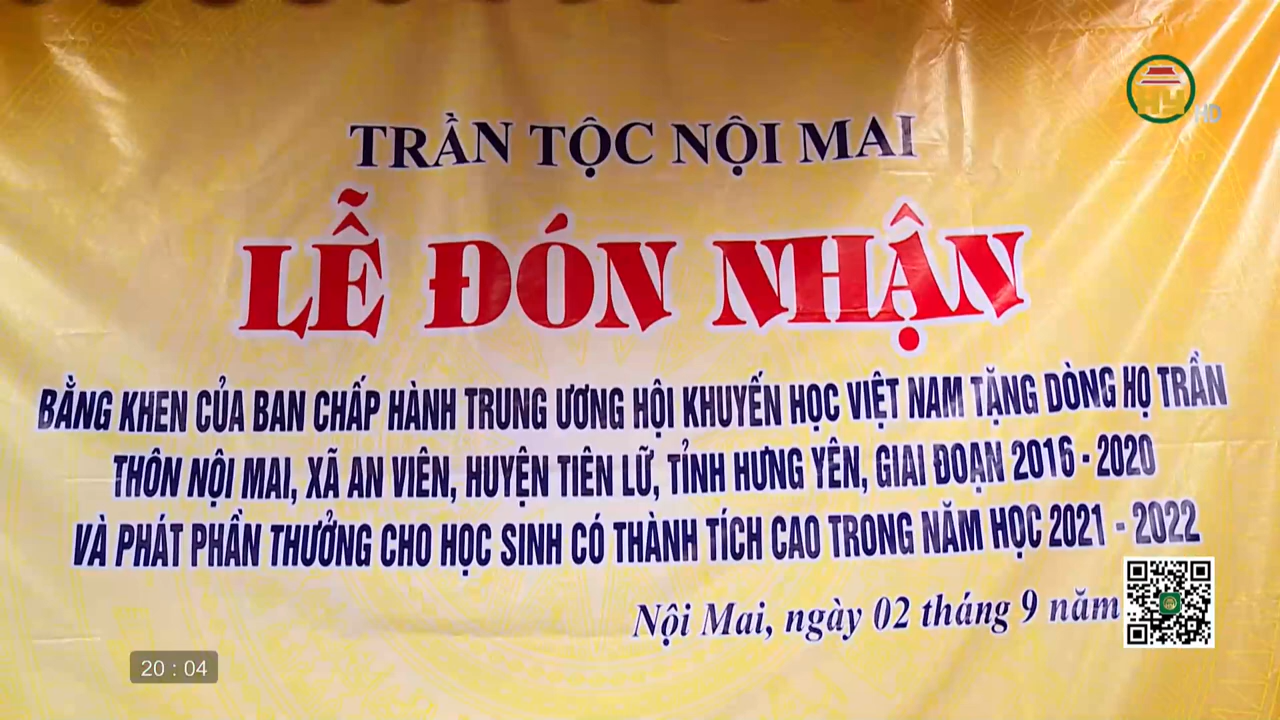 HY
HD
TRẦN TỘC NỘI MAI
LỄ ĐÓN NHẬN
BẰNG KHEN CỦA BAN CHẤP HÀNH TRUNG ƯƠNG HỘI KHUYẾN HỌC VIỆT NAM TẶNG DÒNG HỌ TRẦN
THÔN NỘI MAI, XÃ AN VIÊN, HUYỆN TIÊN LỮ, TỈNH HƯNG YÊN, GIAI ĐOẠN 2016 - 2020
VÀ PHÁT PHẦN THƯỞNG CHO HỌC SINH CÓ THÀNH TÍCH CAO TRONG NĂM HỌC 2021 - 2022
Nội Mai, ngày 02 tháng 9 năm
20 : 04